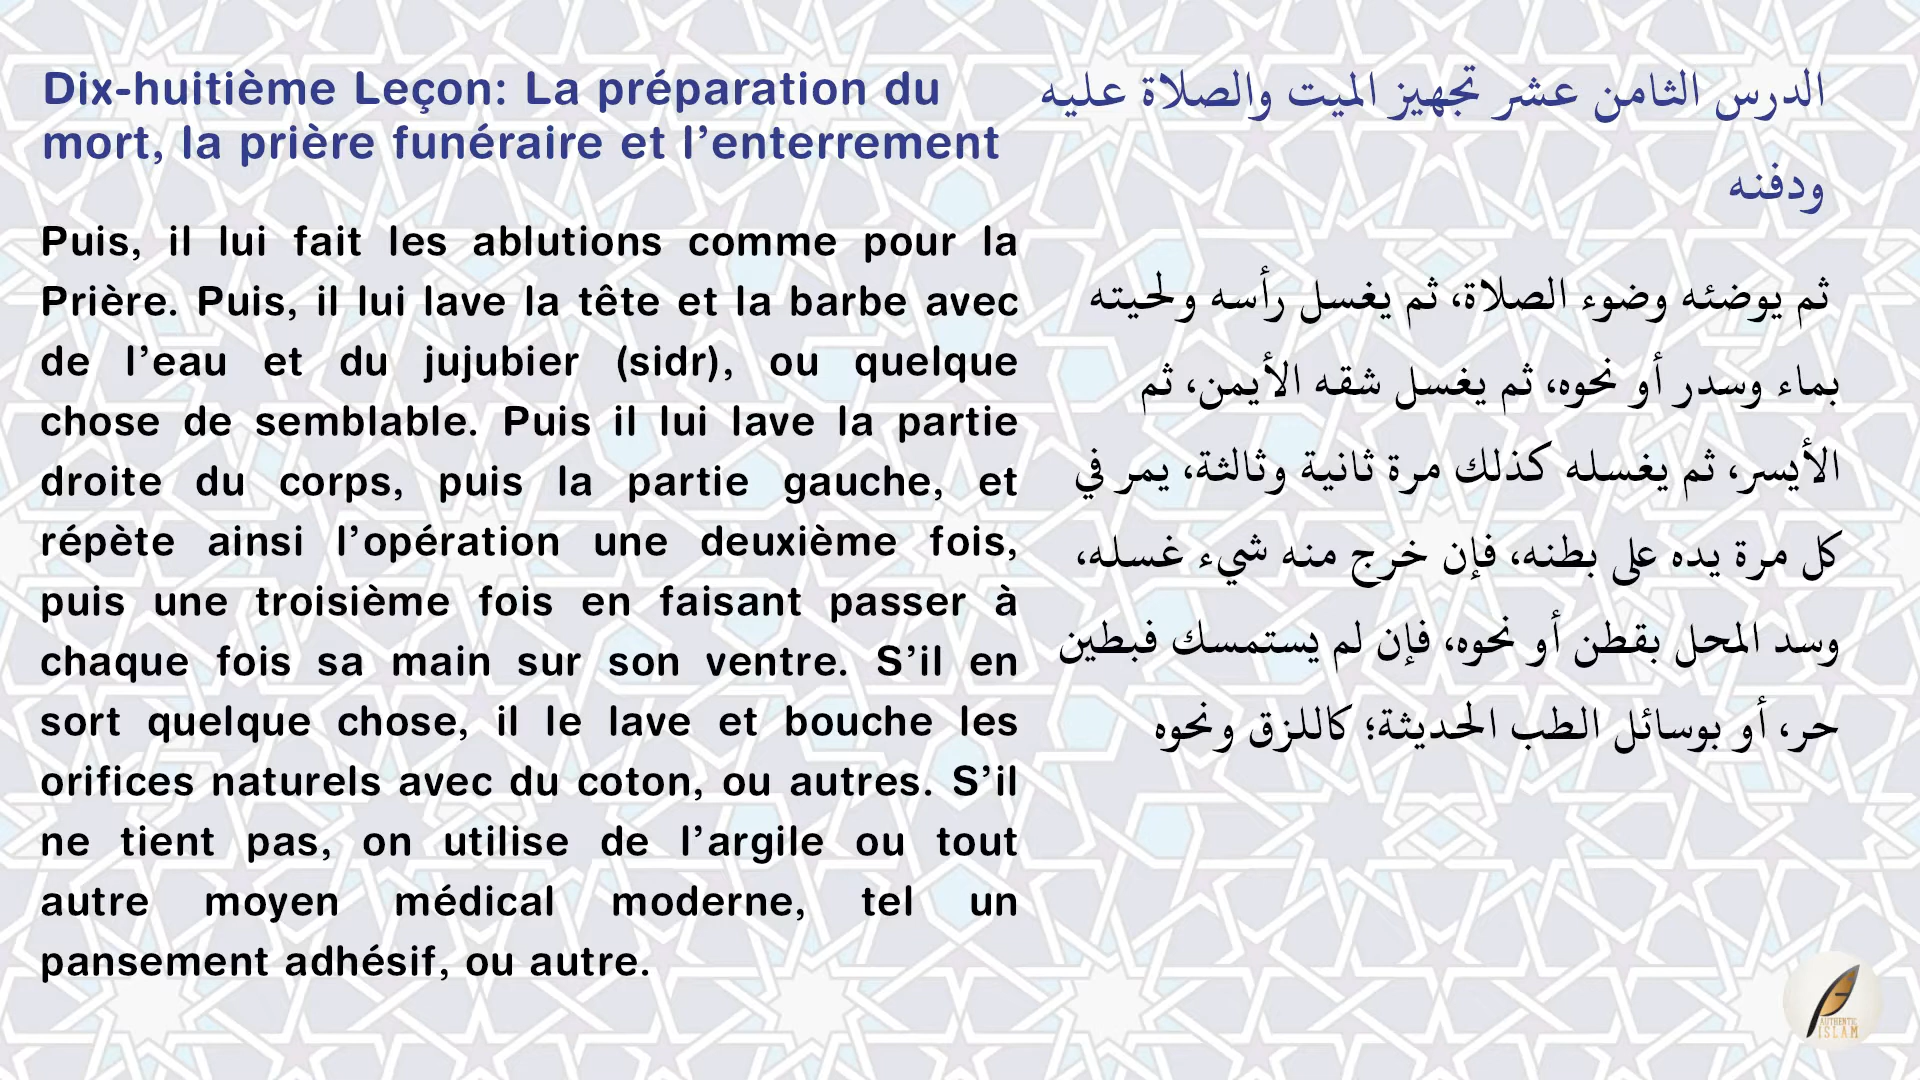 Dix-huitième Leçon: La préparation du
mort, la prière funéraire et l’enterrement
Puis, il lui fait les ablutions comme pour la
Prière. Puis, il lui lave la tête et la barbe avec
de l’eau et du jujubier (sidr), ou quelque
chose de semblable. Puis il lui lave la partie
droite du corps, puis la partie gauche, et
répète ainsi l’opération une deuxième fois,
puis une troisième fois en faisant passer à
chaque fois sa main sur son ventre. S’il en
sort quelque chose, il le lave et bouche les
orifices naturels avec du coton, ou autres. S’il
ne tient pas, on utilise de l’argile ou tout
autre moyen médical moderne, tel un
pansement adhésif, ou autre.
الدرس الثامن عشر تجهيز الميت والصلاة عليه
ودفنه
ثم يوضئه وضوء الصلاة، ثم يغسل رأسه ولحيته
بماء وسدر أو نحوه، ثم يغسل شقه الأيمن، ثم
الأيسر، ثم يغسله كذلك مرة ثانية وثالثة، يمر في
كل مرة يده على بطنه، فإن خرج منه شيء غسله،
وسد المحل بقطن أو نحوه، فإن لم يستمسك فبطين
حر، أو بوسائل الطب الحديثة؛ كاللزق ونحوه
AUTHENTIC
ISLAM